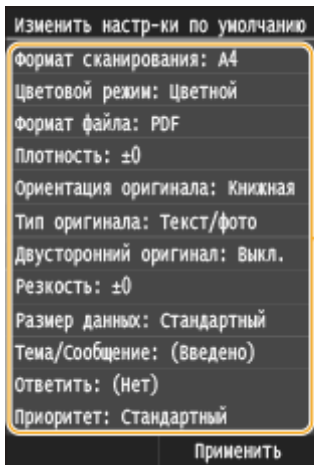 Изменить настр-ки по умолчанию
Формат сканирования: A4
Цветовой режим: Цветной
Формат файла: PDF
Плотность: ±0
Ориентация оригинала: Книжная
Тип оригинала: Текст/фото
Двусторонний оригинал: Выкл.
Резкость: ±0
Размер данных: Стандартный
Тема/Сообщение: (Введено)
Ответить: (Нет)
Приоритет: Стандартный
Применить